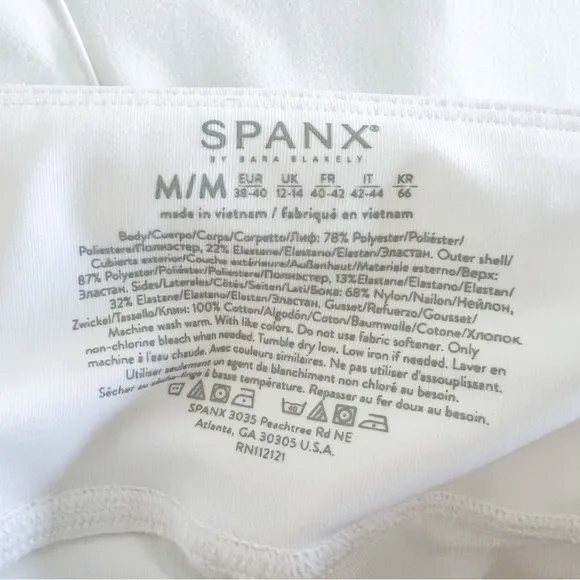 SPANX®
BY SARA BLAKELY
M/M EUR 38-40 UK 12-14 FR 40-42 IT 42-44 KR 66
made in vietnam / fabriqué en vietnam
Body/Cuerpo/Corps/Corpetto/Лиф: 78% Polyester/Poliéster/
Poliestere/Полиэстер, 22% Elastane/Elastano/Elastan/Эластан. Outer shell/
Cubierta exterior/Couche extérieure/Außenhaut/Materiale esterno/Верх:
87% Polyester/Poliéster/Poliestere/Полиэстер, 13% Elastane/Elastano/Elastan/
Эластан. Sides/Laterales/Côtés/Seiten/Lati/Бока: 68% Nylon/Nailon/Нейлон,
32% Elastane/Elastano/Elastan/Эластан. Gusset/Refuerzo/Gousset/
Zwickel/Tassello/Клин: 100% Cotton/Algodón/Coton/Baumwolle/Cotone/Хлопок.
Machine wash warm. With like colors. Do not use fabric softener. Only
non-chlorine bleach when needed. Tumble dry low. Low iron if needed. Laver en
machine à l'eau chaude. Avec couleurs similaires. Ne pas utiliser d'assouplissant.
Utiliser seulement un agent de blanchiment non chloré au besoin.
Sécher au sèche-linge à basse température. Repasser au fer doux au besoin.
SPANX 3035 Peachtree Rd NE
Atlanta, GA 30305 U.S.A.
RN112121